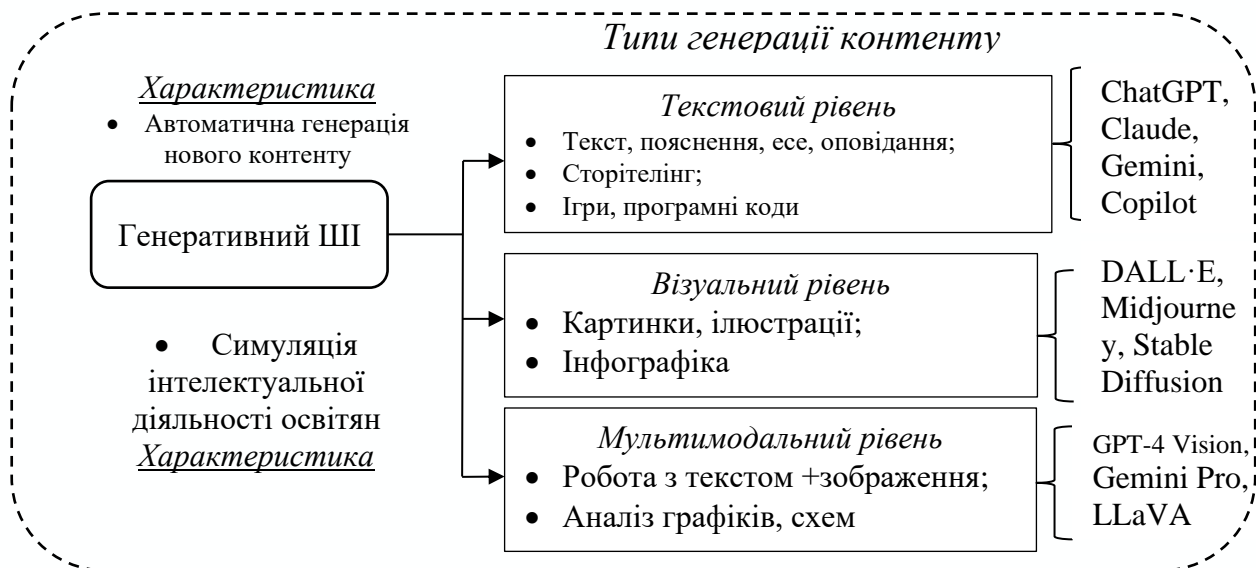 Типи генерації контенту
Характеристика
• Автоматична генерація
нового контенту
Генеративний ШІ
• Симуляція
інтелектуальної
діяльності освітян
Характеристика
Текстовий рівень
• Текст, пояснення, есе, оповідання;
• Сторітелінг;
• Ігри, програмні коди
ChatGPT,
Claude,
Gemini,
Copilot
Візуальний рівень
• Картинки, ілюстрації;
• Інфографіка
DALL·E,
Midjourne
y, Stable
Diffusion
Мультимодальний рівень
• Робота з текстом +зображення;
• Аналіз графіків, схем
GPT-4 Vision,
Gemini Pro,
LLaVA